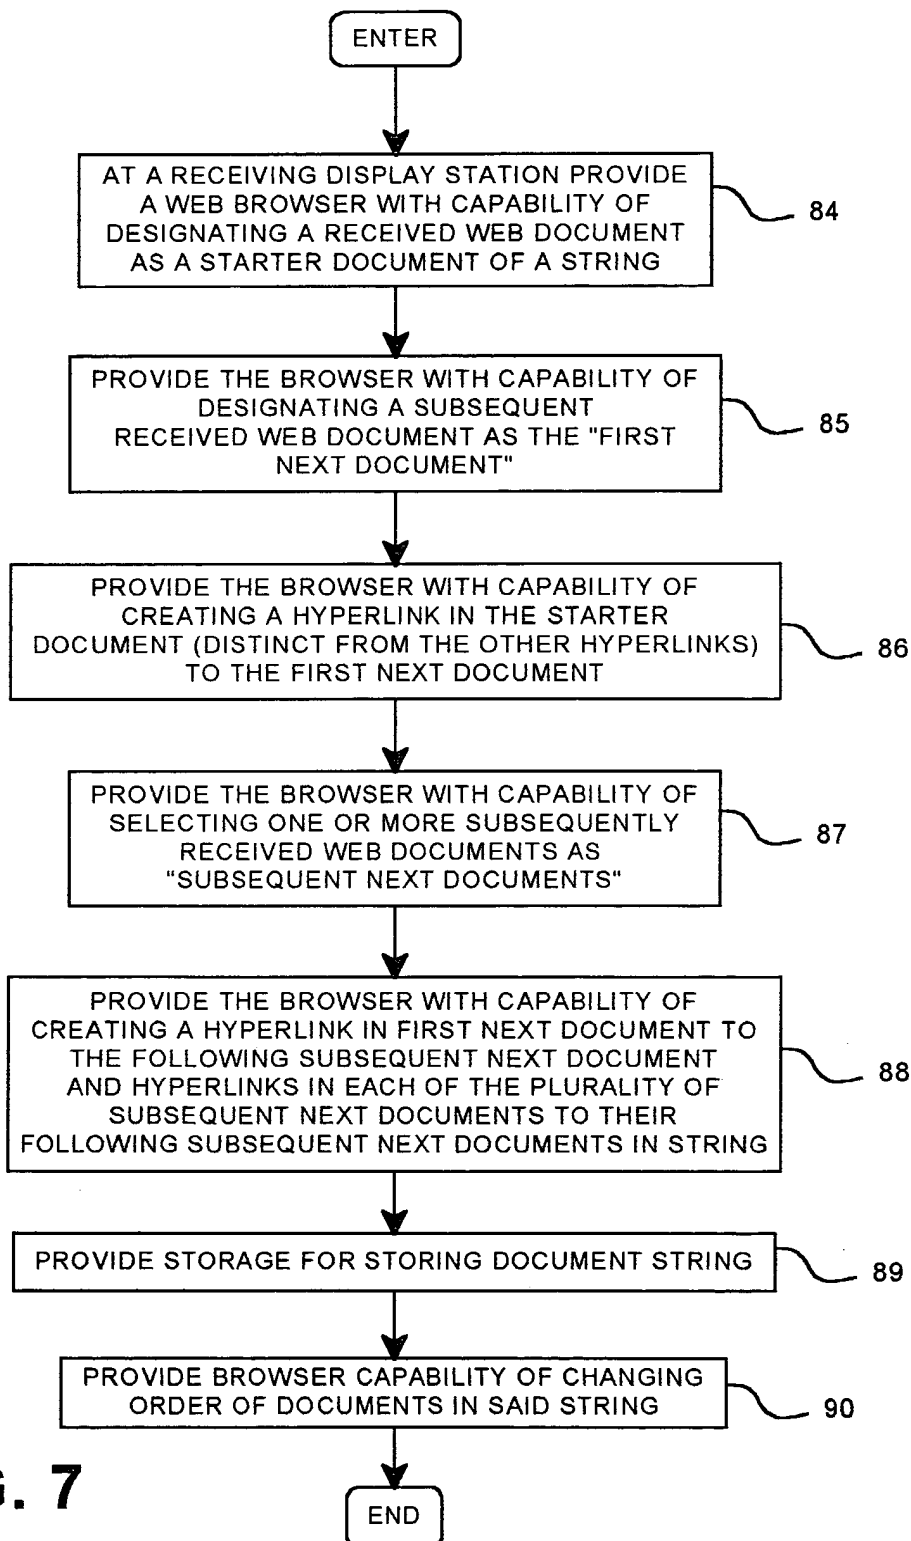 ENTER
AT A RECEIVING DISPLAY STATION PROVIDE
A WEB BROWSER WITH CAPABILITY OF
DESIGNATING A RECEIVED WEB DOCUMENT
AS A STARTER DOCUMENT OF A STRING
84
PROVIDE THE BROWSER WITH CAPABILITY OF
DESIGNATING A SUBSEQUENT
RECEIVED WEB DOCUMENT AS THE "FIRST
NEXT DOCUMENT"
85
PROVIDE THE BROWSER WITH CAPABILITY OF
CREATING A HYPERLINK IN THE STARTER
DOCUMENT (DISTINCT FROM THE OTHER HYPERLINKS)
TO THE FIRST NEXT DOCUMENT
86
PROVIDE THE BROWSER WITH CAPABILITY OF
SELECTING ONE OR MORE SUBSEQUENTLY
RECEIVED WEB DOCUMENTS AS
"SUBSEQUENT NEXT DOCUMENTS"
87
PROVIDE THE BROWSER WITH CAPABILITY OF
CREATING A HYPERLINK IN FIRST NEXT DOCUMENT TO
THE FOLLOWING SUBSEQUENT NEXT DOCUMENT
AND HYPERLINKS IN EACH OF THE PLURALITY OF
SUBSEQUENT NEXT DOCUMENTS TO THEIR
FOLLOWING SUBSEQUENT NEXT DOCUMENTS IN STRING
88
PROVIDE STORAGE FOR STORING DOCUMENT STRING
89
PROVIDE BROWSER CAPABILITY OF CHANGING
ORDER OF DOCUMENTS IN SAID STRING
90
G. 7
END